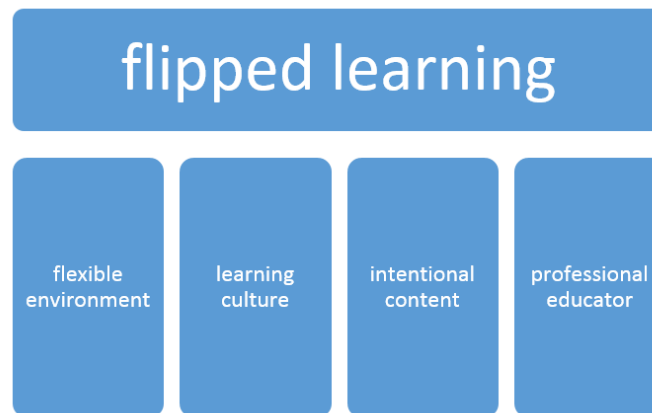 flipped learning
flexible
environment
learning
culture
intentional
content
professional
educator